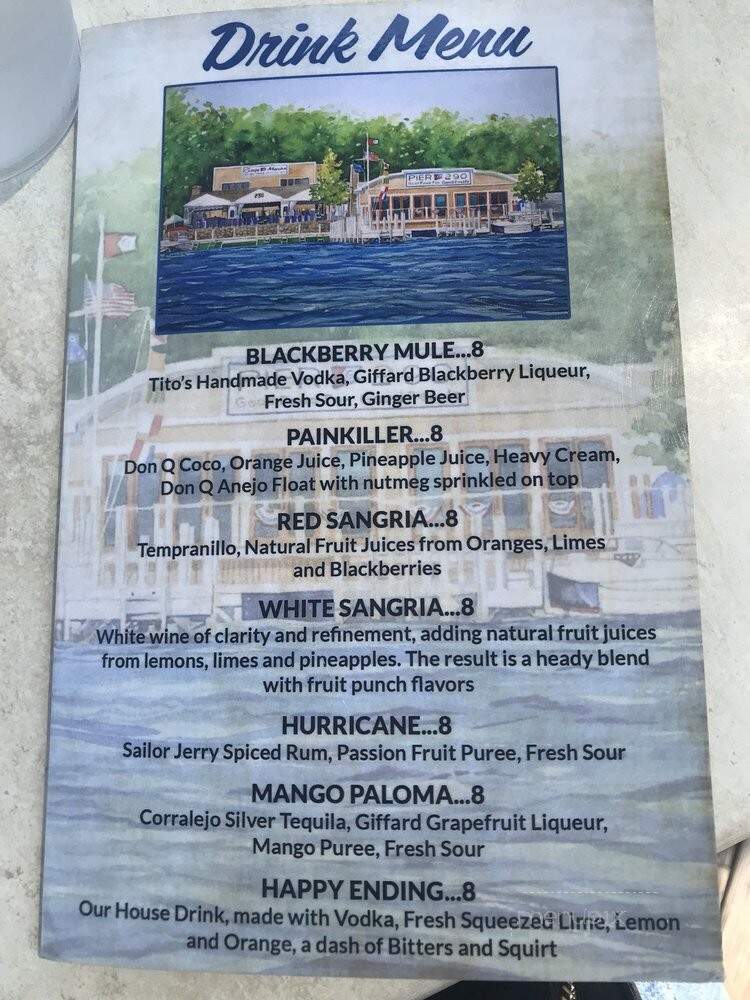 Drink Menu
PIER 290
BLACKBERRY MULE...8
Tito's Handmade Vodka, Giffard Blackberry Liqueur,
Fresh Sour, Ginger Beer
PAINKILLER...8
Don Q Coco, Orange Juice, Pineapple Juice, Heavy Cream,
Don Q Anejo Float with nutmeg sprinkled on top
RED SANGRIA...8
Tempranillo, Natural Fruit Juices from Oranges, Limes
and Blackberries
WHITE SANGRIA...8
White wine of clarity and refinement, adding natural fruit juices
from lemons, limes and pineapples. The result is a heady blend
with fruit punch flavors
HURRICANE...8
Sailor Jerry Spiced Rum, Passion Fruit Puree, Fresh Sour
MANGO PALOMA...8
Corralejo Silver Tequila, Giffard Grapefruit Liqueur,
Mango Puree, Fresh Sour
HAPPY ENDING...8
Our House Drink, made with Vodka, Fresh Squeezed Lime, Lemon
and Orange, a dash of Bitters and Squirt